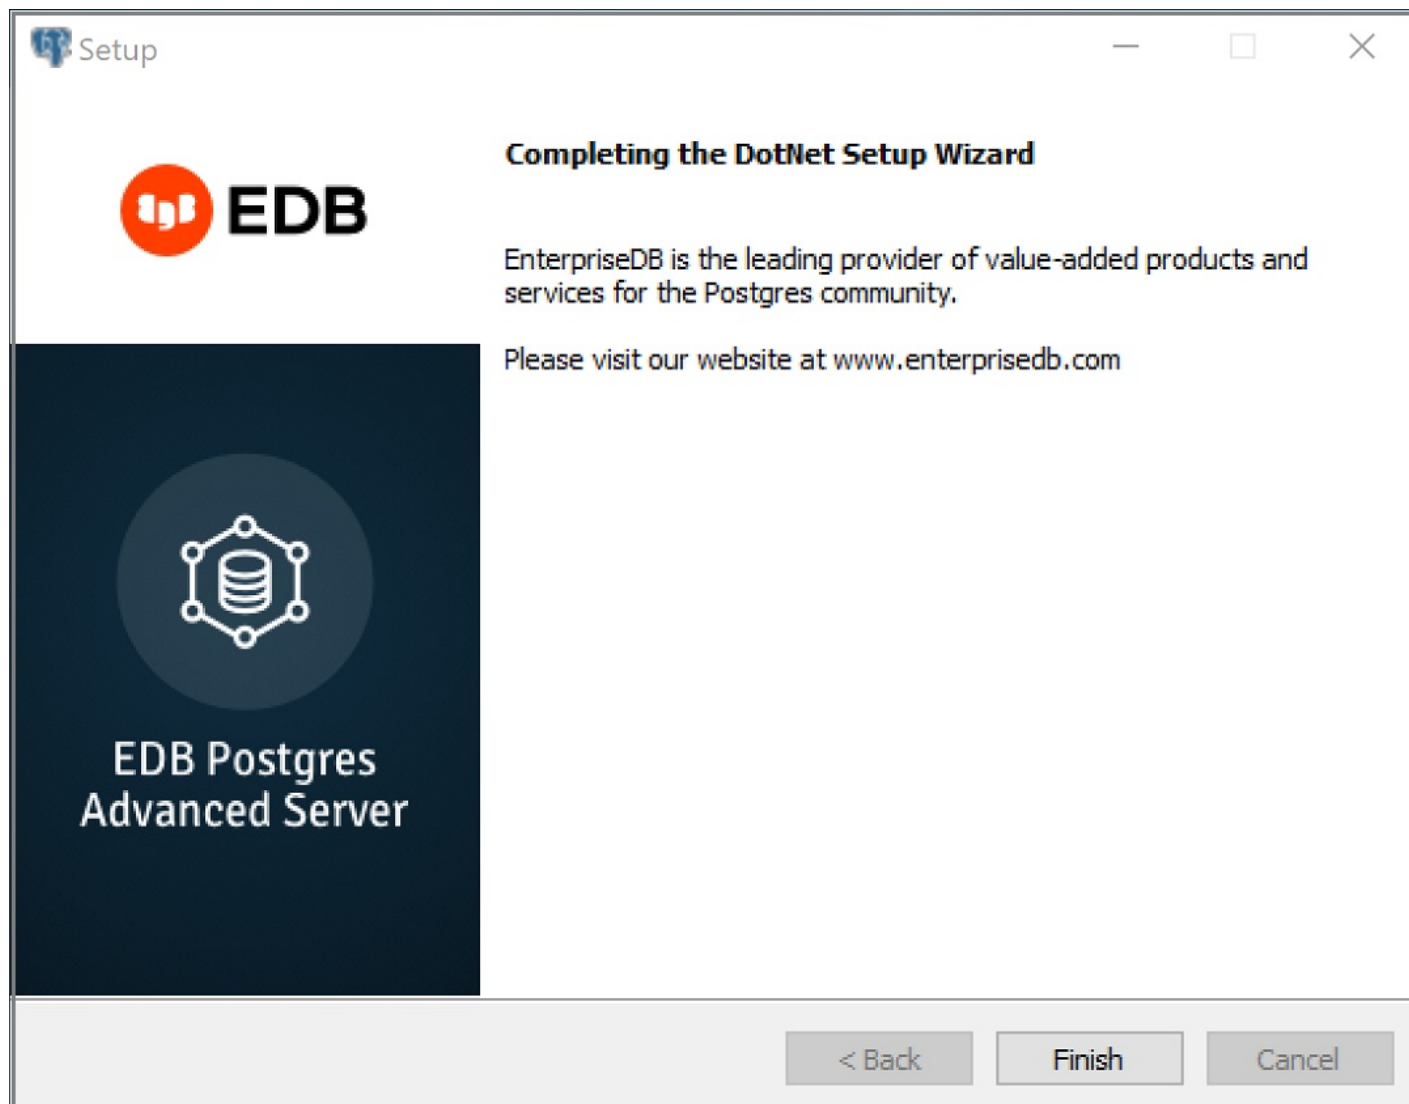 Setup
EDB
Completing the DotNet Setup Wizard
EnterpriseDB is the leading provider of value-added products and
services for the Postgres community.
Please visit our website at www.enterprisedb.com
EDB Postgres
Advanced Server
< Back
Finish
Cancel